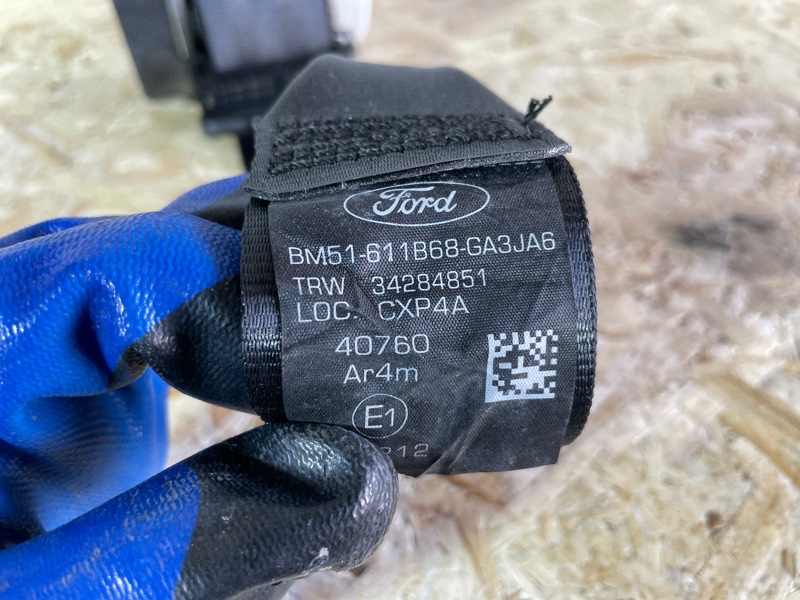 Ford
BM51-611B68-GA3JA6
TRW 34284851
LOC. CXP4A
40760
Ar4m
E1